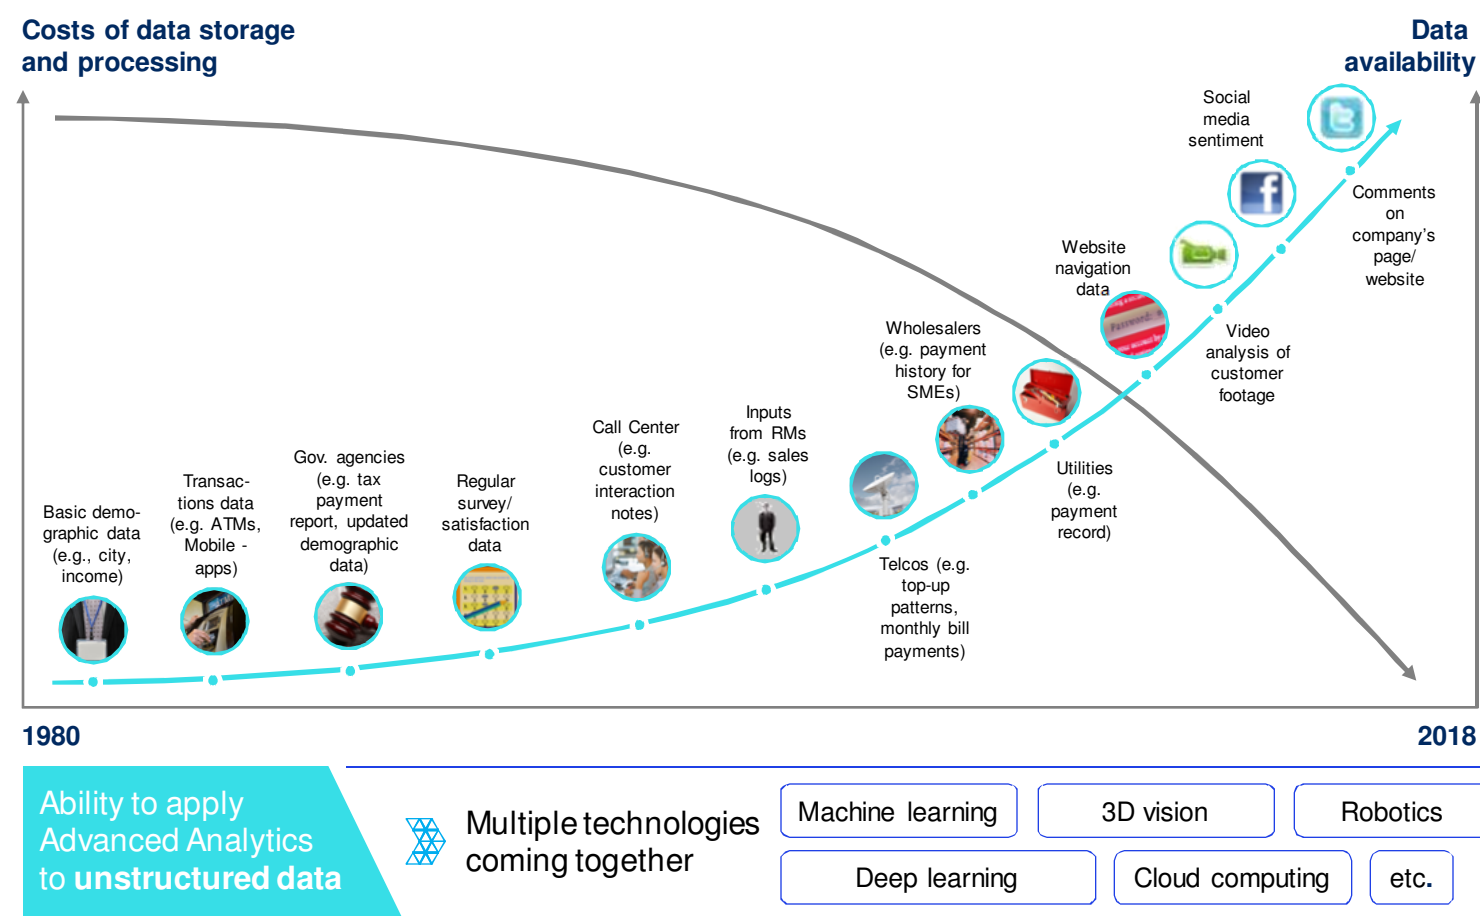 Costs of data storage
and processing
Data
availability
Social
media
sentiment
Comments
on
company's
page/
website
Website
navigation
data
Video
analysis of
customer
footage
Wholesalers
(e.g. payment
history for
SMEs)
Utilities
(e.g.
payment
record)
Inputs
from RMs
(e.g. sales
logs)
Telcos (e.g.
top-up
patterns,
monthly bill
payments)
Call Center
(e.g.
customer
interaction
notes)
Regular
survey/
satisfaction
data
Gov. agencies
(e.g. tax
payment
report, updated
demographic
data)
Transac-
tions data
(e.g. ATMs,
Mobile -
apps)
Basic demo-
graphic data
(e.g., city,
income)
Password:
1980
2018
Ability to apply
Advanced Analytics
to unstructured data
Multiple technologies
coming together
Machine learning
3D vision
Robotics
Deep learning
Cloud computing
etc.